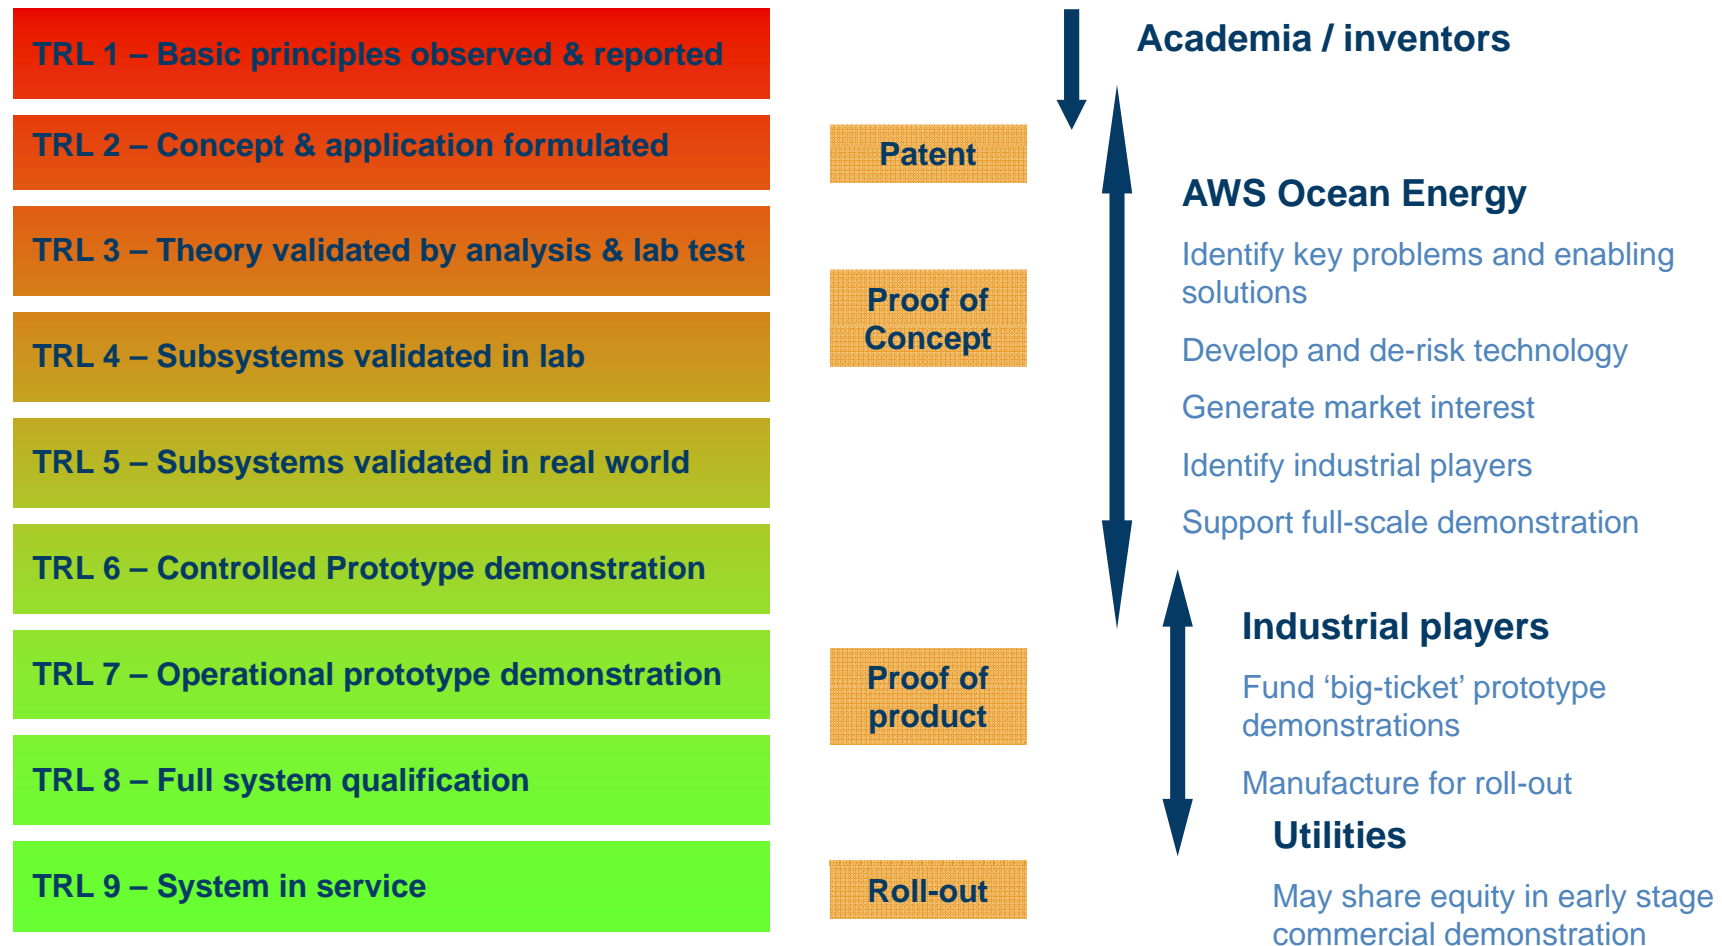 TRL 1 – Basic principles observed & reported
TRL 2 – Concept & application formulated
TRL 3 – Theory validated by analysis & lab test
TRL 4 – Subsystems validated in lab
TRL 5 – Subsystems validated in real world
TRL 6 – Controlled Prototype demonstration
TRL 7 – Operational prototype demonstration
TRL 8 – Full system qualification
TRL 9 – System in service
Patent
Proof of
Concept
Proof of
product
Roll-out
Academia / inventors
AWS Ocean Energy
Identify key problems and enabling
solutions
Develop and de-risk technology
Generate market interest
Identify industrial players
Support full-scale demonstration
Industrial players
Fund ‘big-ticket’ prototype
demonstrations
Manufacture for roll-out
Utilities
May share equity in early stage
commercial demonstration